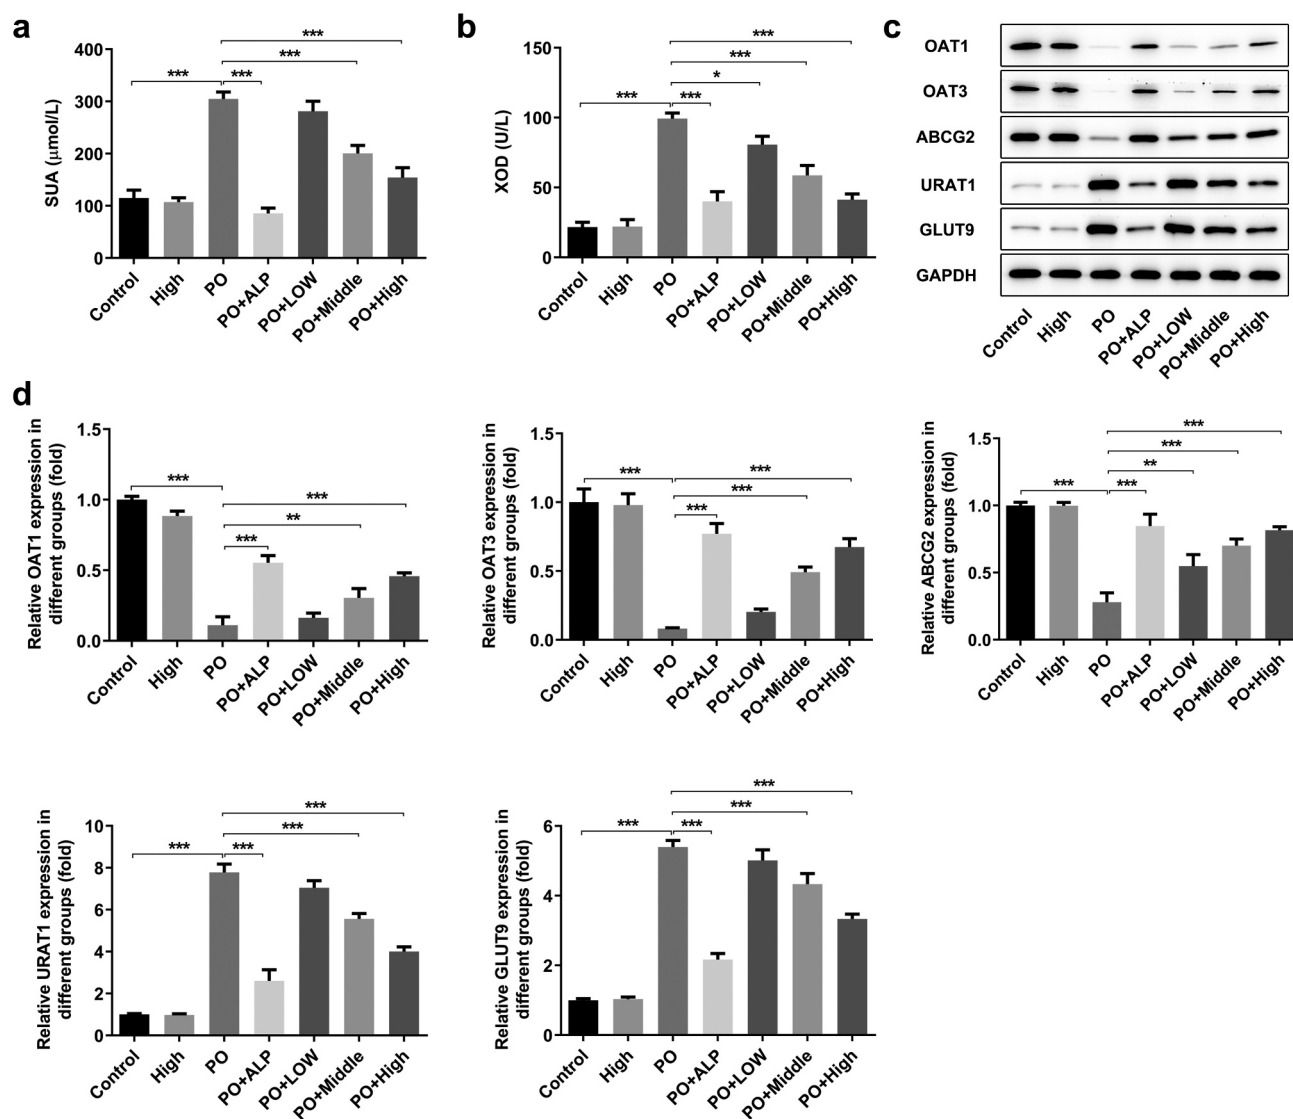 a
SUA (μmol/L)
400
300
200
100
0
***
***
***
***
Control
High
PO
PO+ALP
PO+LOW
PO+Middle
PO+High
b
XOD (U/L)
150
100
50
0
***
***
*
***
***
Control
High
PO
PO+ALP
PO+LOW
PO+Middle
PO+High
c
OAT1
OAT3
ABCG2
URAT1
GLUT9
GAPDH
Control
High
PO
PO+ALP
PO+LOW
PO+Middle
PO+High
d
Relative OAT1 expression in
different groups (fold)
1.5
1.0
0.5
0.0
***
***
**
***
Control
High
PO
PO+ALP
PO+LOW
PO+Middle
PO+High
Relative OAT3 expression in
different groups (fold)
1.5
1.0
0.5
0.0
***
***
***
***
Control
High
PO
PO+ALP
PO+LOW
PO+Middle
PO+High
Relative ABCG2 expression in
different groups (fold)
1.5
1.0
0.5
0.0
***
***
**
***
***
Control
High
PO
PO+ALP
PO+LOW
PO+Middle
PO+High
Relative URAT1 expression in
different groups (fold)
10
8
6
4
2
0
***
***
***
***
Control
High
PO
PO+ALP
PO+LOW
PO+Middle
PO+High
Relative GLUT9 expression in
different groups (fold)
6
4
2
0
***
***
***
***
Control
High
PO
PO+ALP
PO+LOW
PO+Middle
PO+High